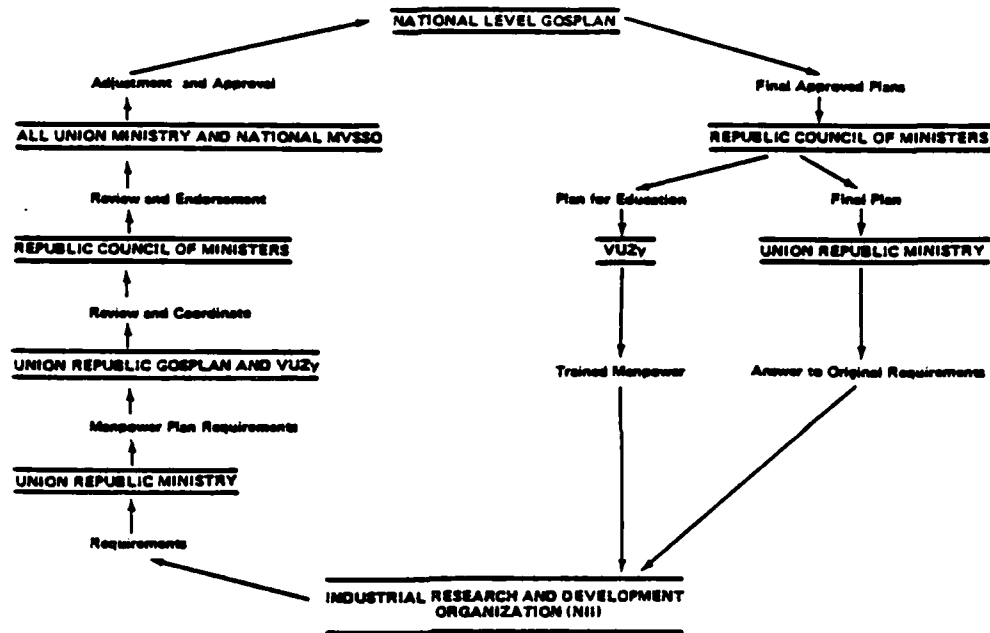 NATIONAL LEVEL GOSPLAN
Adjustment and Approval
Final Approved Plans
ALL UNION MINISTRY AND NATIONAL MVSSO
REPUBLIC COUNCIL OF MINISTERS
Review and Endorsement
Plan for Education
Final Plan
REPUBLIC COUNCIL OF MINISTERS
VUZy
UNION REPUBLIC MINISTRY
Review and Coordinate
UNION REPUBLIC GOSPLAN AND VUZy
Trained Manpower
Answer to Original Requirements
Manpower Plan Requirements
UNION REPUBLIC MINISTRY
Requirements
INDUSTRIAL RESEARCH AND DEVELOPMENT
ORGANIZATION (NII)